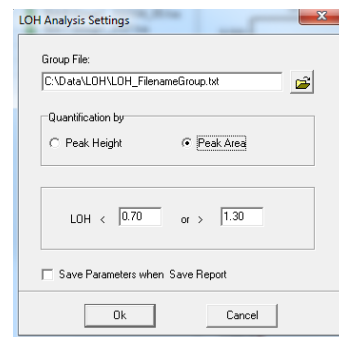 LOH Analysis Settings
Group File:
C:\Data\LOH\LOH_FilenameGroup.txt
Quantification by
Peak Height Peak Area
LOH < 0.70 or > 1.30
Save Parameters when Save Report
Ok Cancel